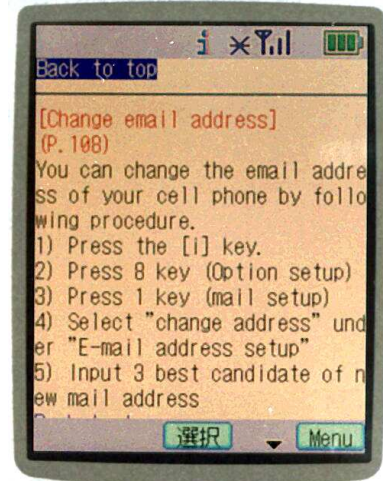 Back to top
[Change email address]
(P.108)
You can change the email addre
ss of your cell phone by follo
wing procedure.
1) Press the [i] key.
2) Press 8 key (Option setup)
3) Press 1 key (mail setup)
4) Select "change address" und
er "E-mail address setup"
5) Input 3 best candidate of n
ew mail address
選択 Menu